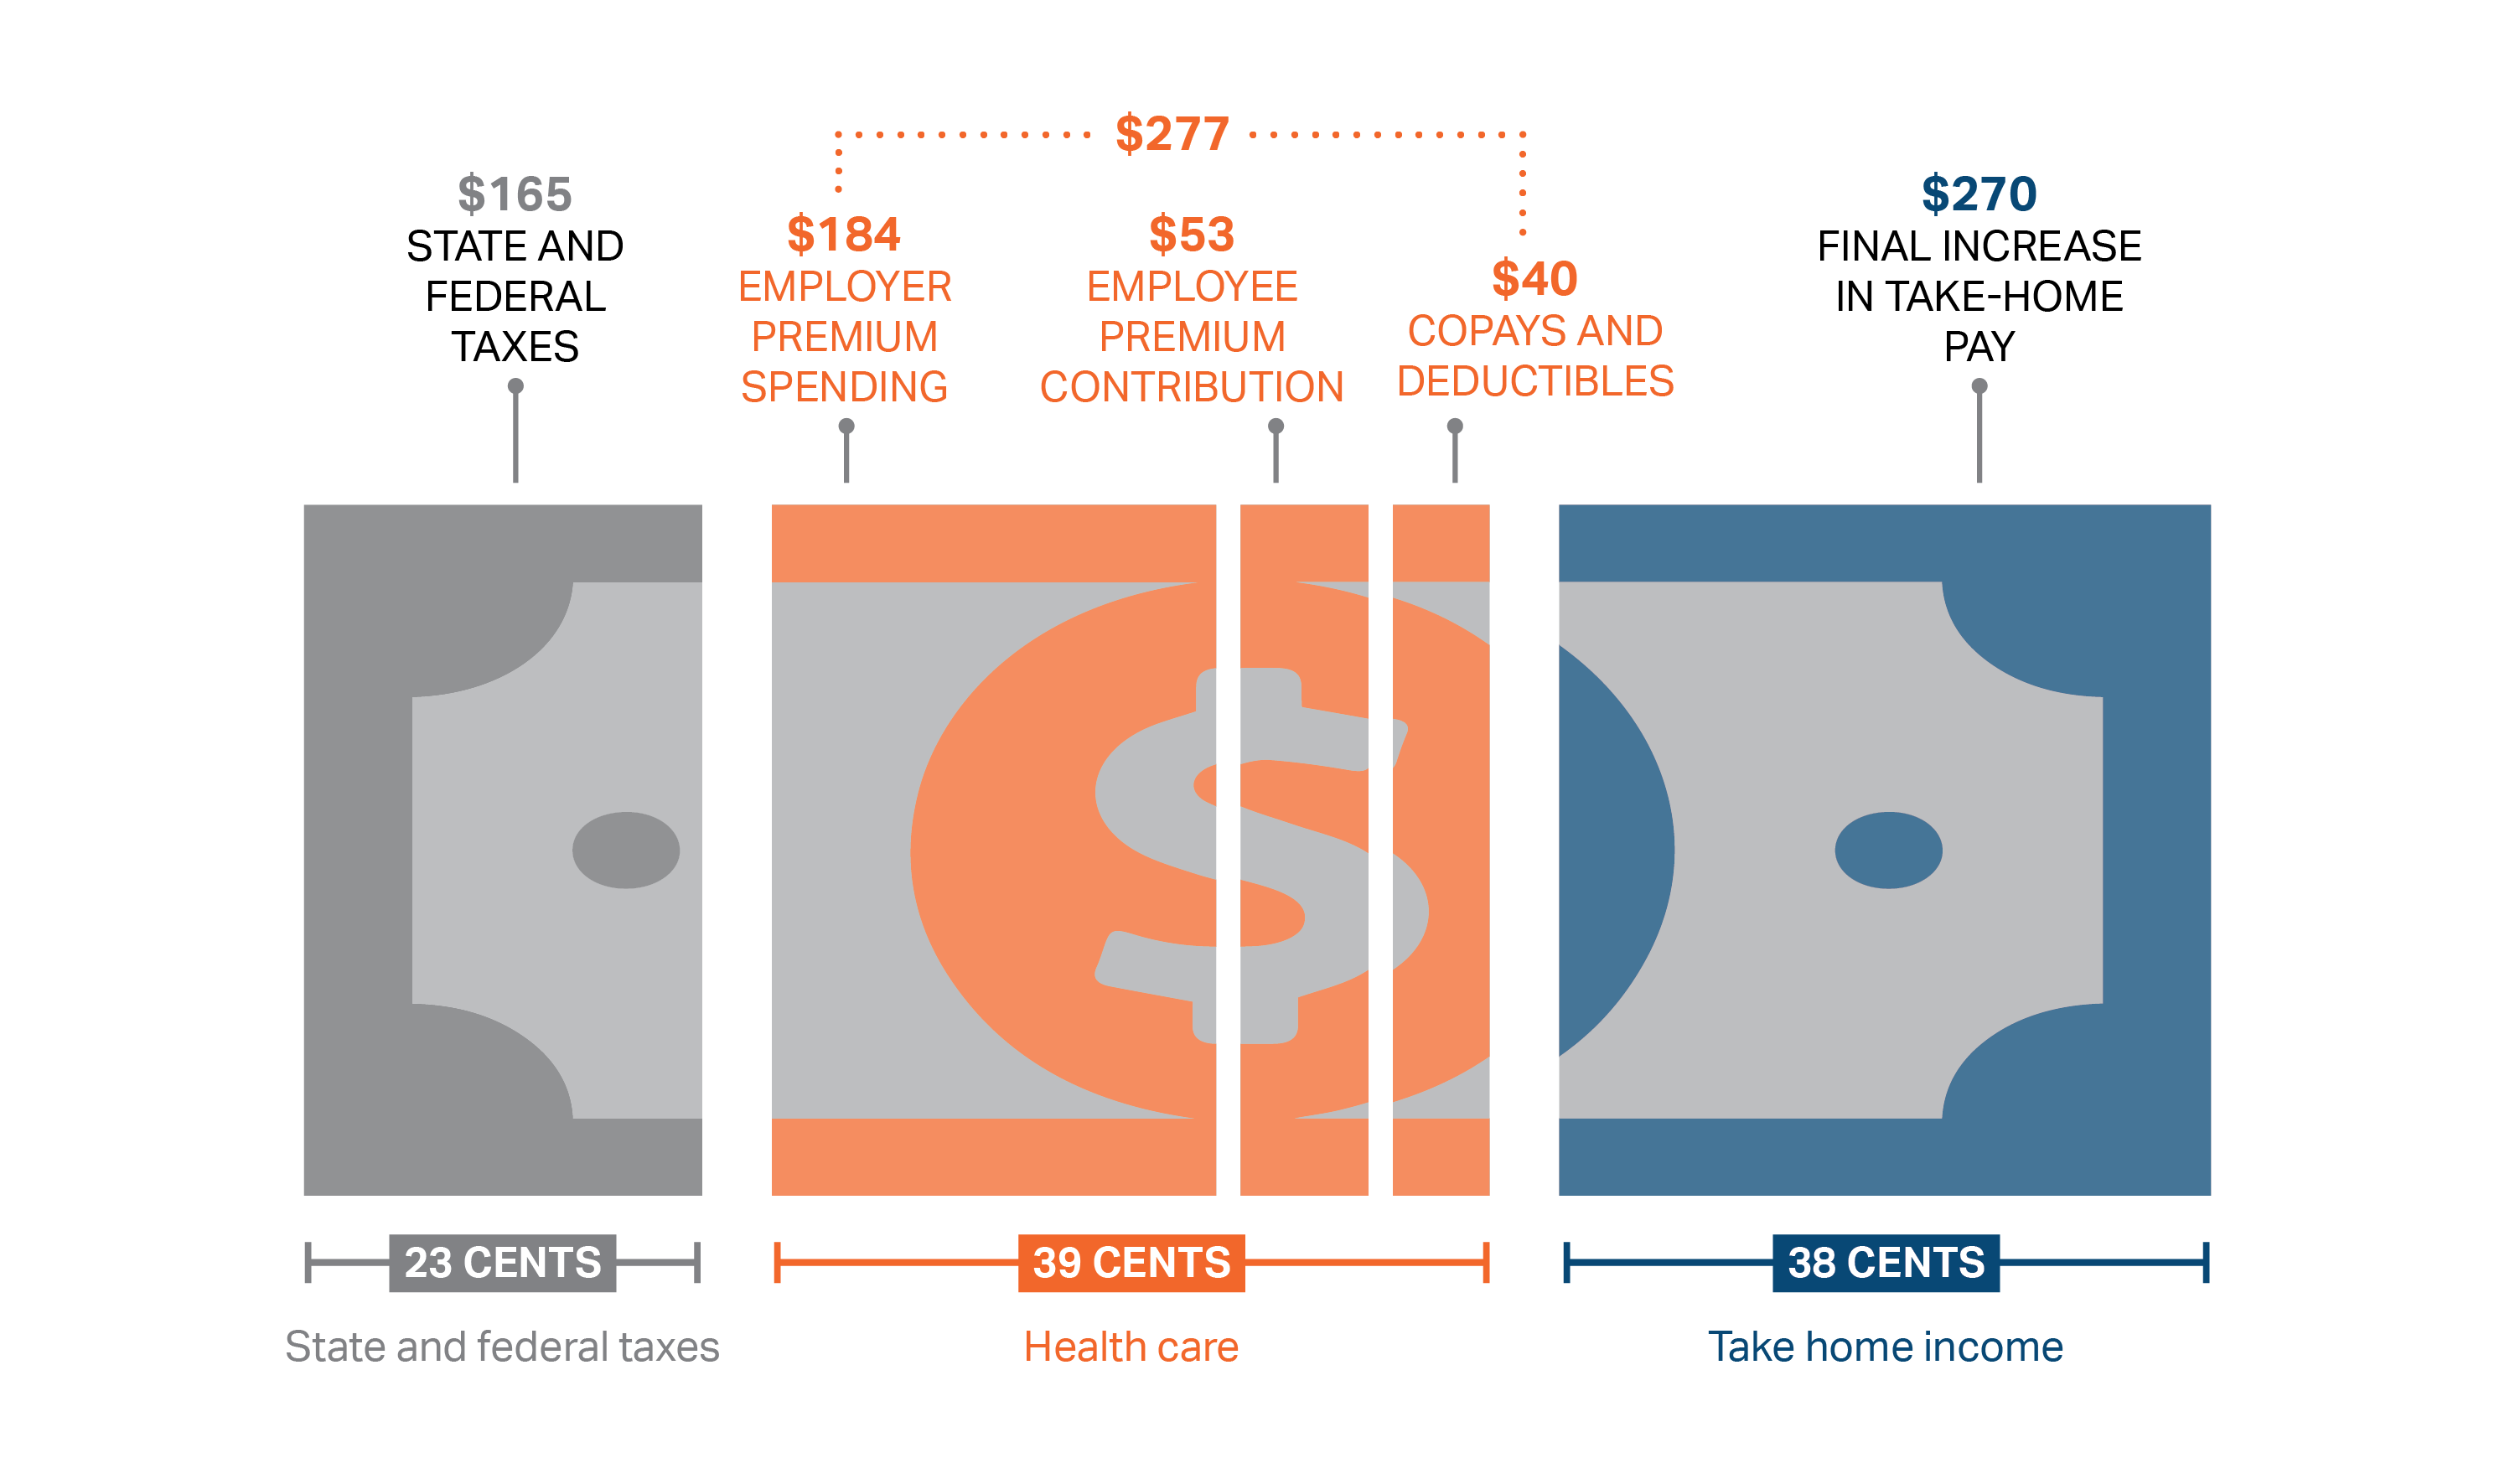 $277
$165
STATE AND
FEDERAL
TAXES
$184
EMPLOYER
PREMIUM
SPENDING
$53
EMPLOYEE
PREMIUM
CONTRIBUTION
$40
COPAYS AND
DEDUCTIBLES
$270
FINAL INCREASE
IN TAKE-HOME
PAY
23 CENTS
State and federal taxes
39 CENTS
Health care
38 CENTS
Take home income